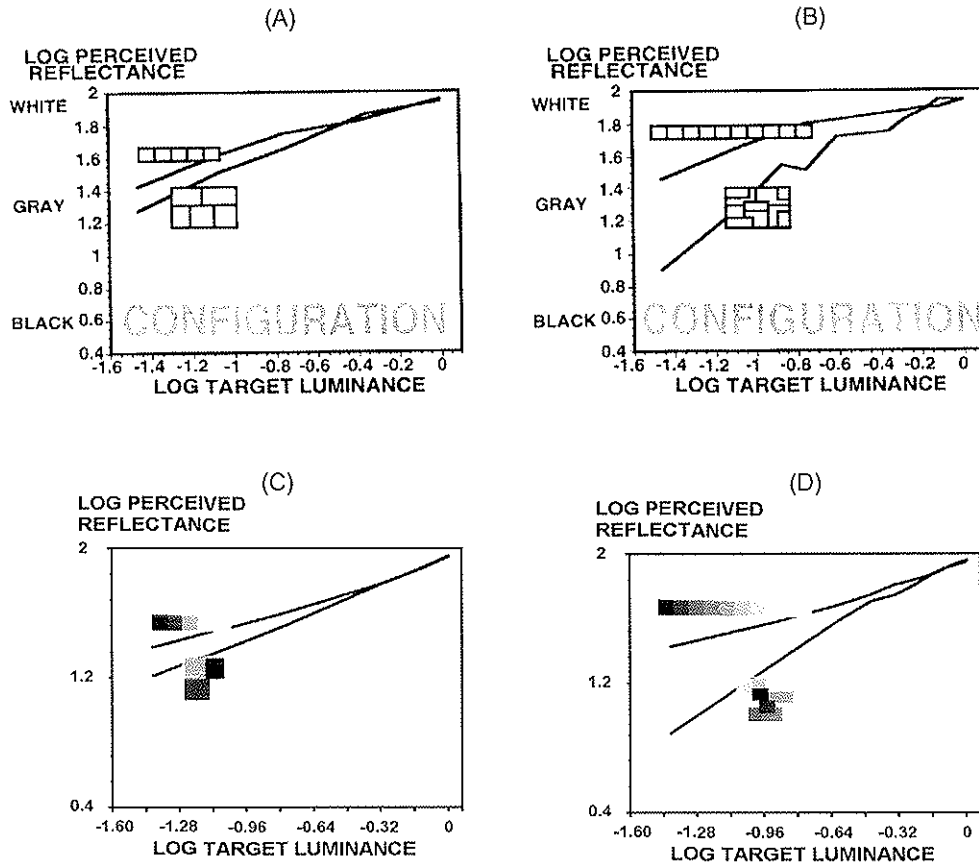 (A)
LOG PERCEIVED
REFLECTANCE
WHITE
GRAY
BLACK
2
1.8
1.6
1.4
1.2
1
0.8
0.6
0.4
CONFIGURATION
-1.6 -1.4 -1.2 -1 -0.8 -0.6 -0.4 -0.2 0
LOG TARGET LUMINANCE
(B)
LOG PERCEIVED
REFLECTANCE
WHITE
GRAY
BLACK
2
1.8
1.6
1.4
1.2
1
0.8
0.6
0.4
CONFIGURATION
-1.6 -1.4 -1.2 -1 -0.8 -0.6 -0.4 -0.2 0
LOG TARGET LUMINANCE
(C)
LOG PERCEIVED
REFLECTANCE
2
1.2
0.4
-1.60 -1.28 -0.96 -0.64 -0.32 0
LOG TARGET LUMINANCE
(D)
LOG PERCEIVED
REFLECTANCE
2
1.2
0.4
-1.60 -1.28 -0.96 -0.64 -0.32 0
LOG TARGET LUMINANCE